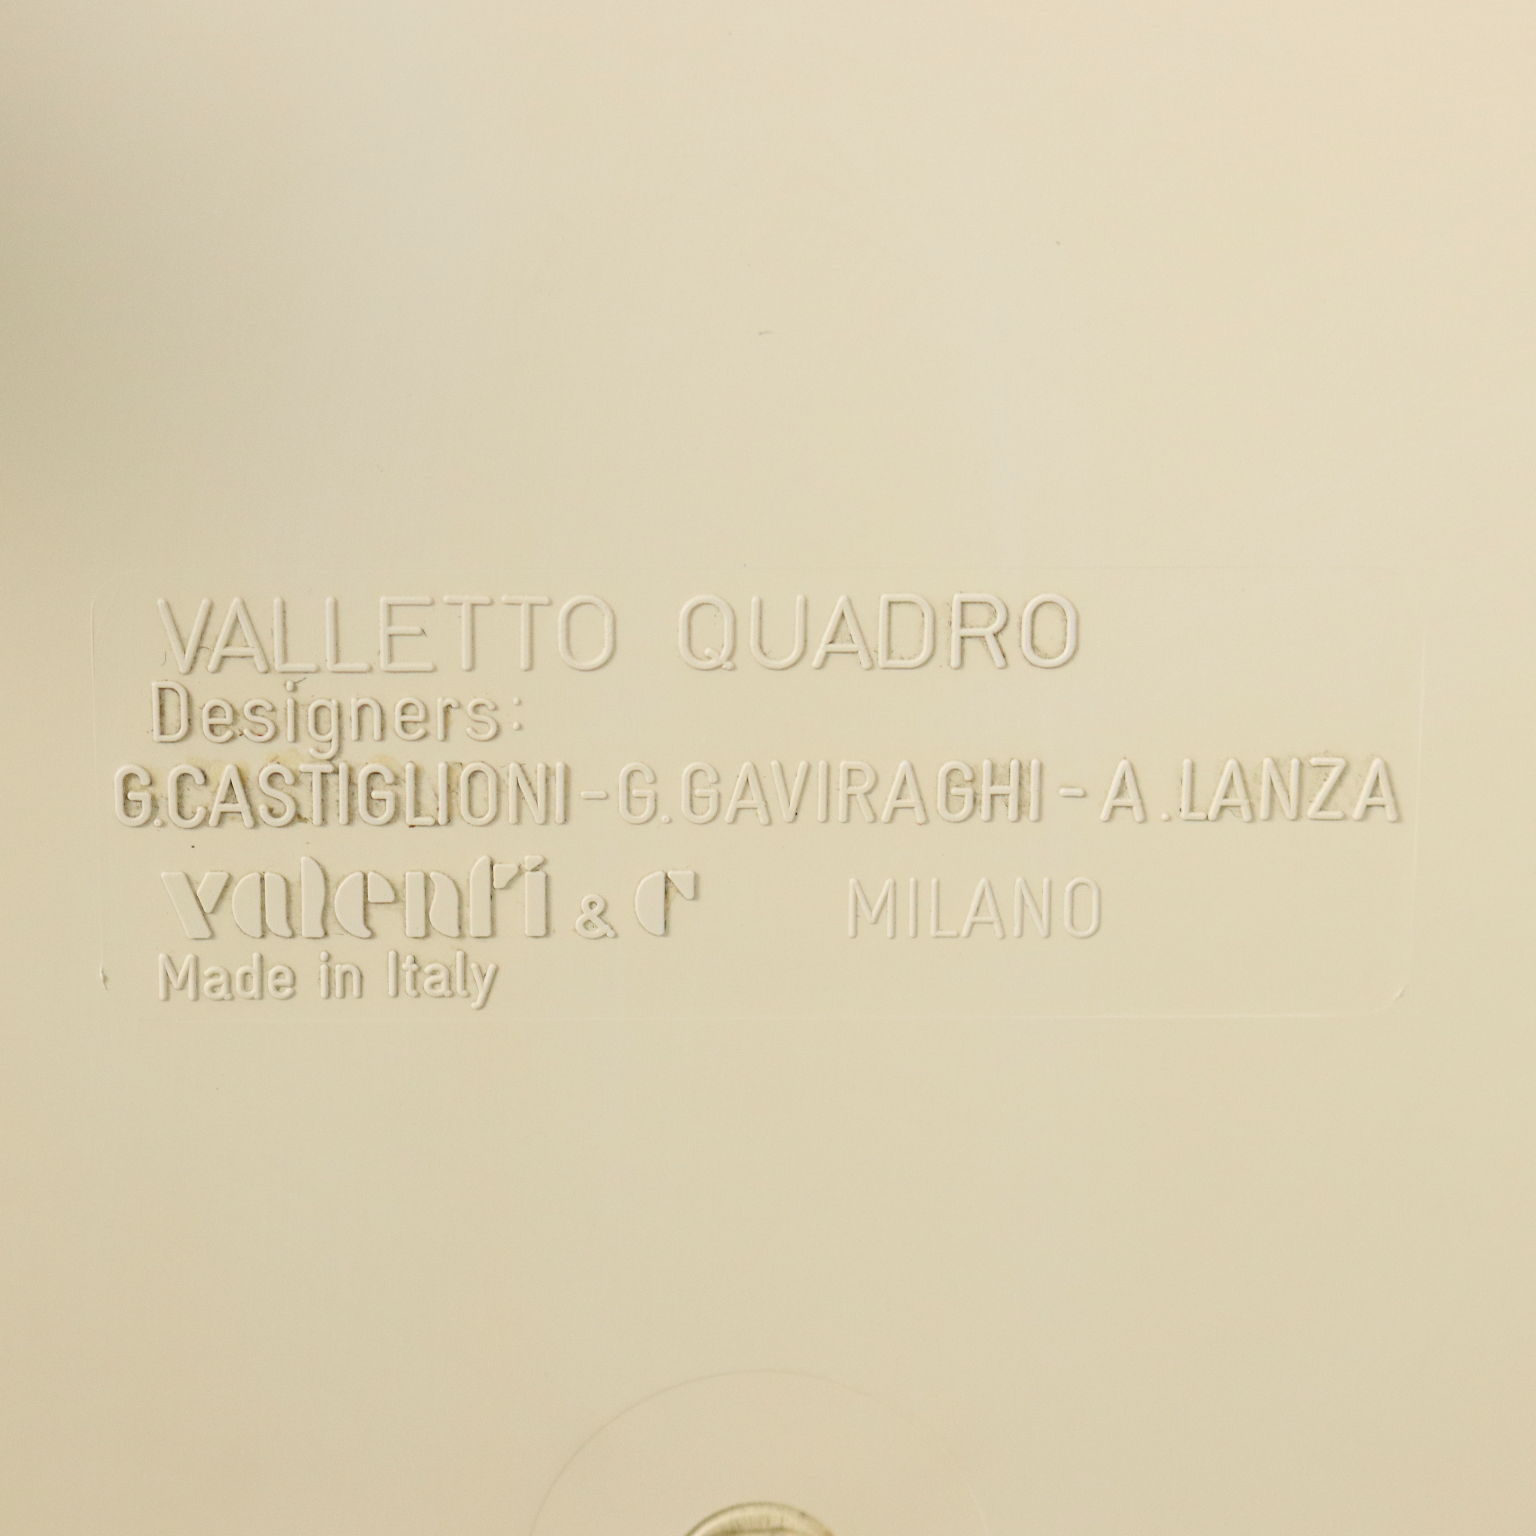 VALLETTO QUADRO
Designers:
G.CASTIGLIONI-G.GAVIRAGHI-A.LANZA
valenti & C MILANO
Made in Italy